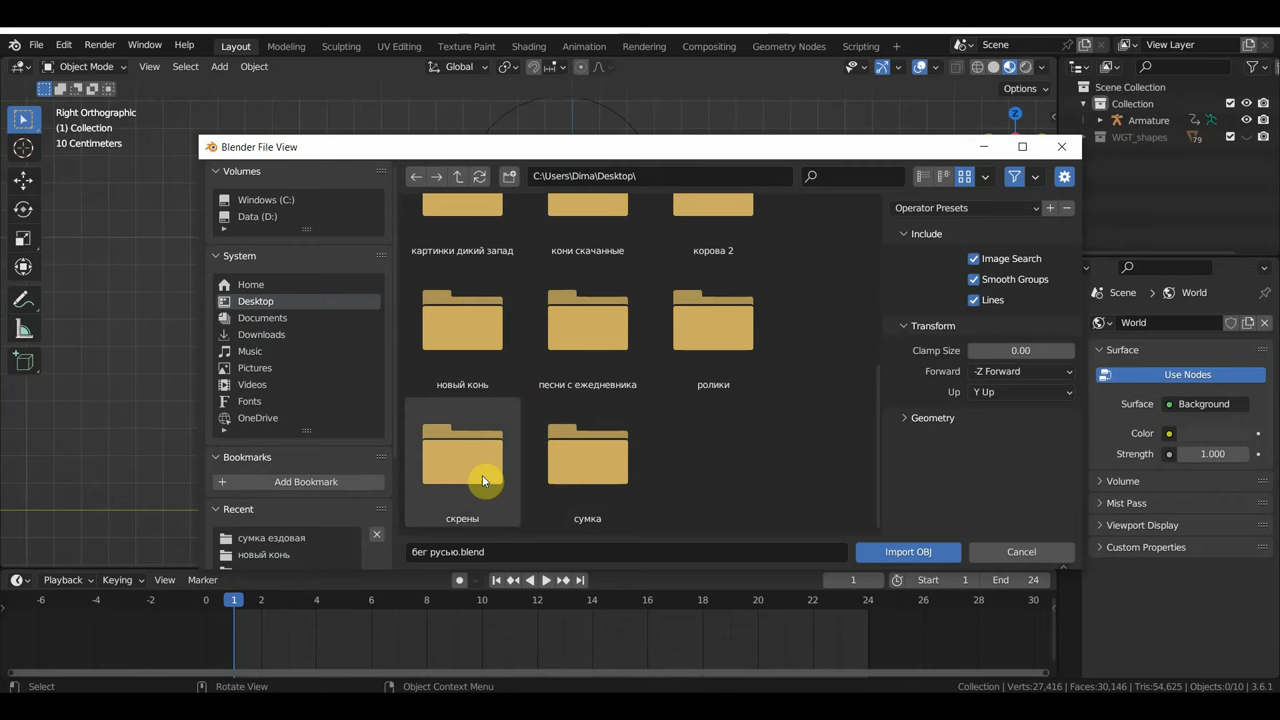 File Edit Render Window Help Layout Modeling Sculpting UV Editing Texture Paint Shading Animation Rendering Compositing Geometry Nodes Scripting + Scene View Layer
Object Mode View Select Add Object Global
Options
Right Orthographic
(1) Collection
10 Centimeters
Scene Collection
Collection
Armature
WGT_shapes 79
Blender File View
Volumes
Windows (C:)
Data (D:)
System
Home
Desktop
Documents
Downloads
Music
Pictures
Videos
Fonts
OneDrive
Bookmarks
Add Bookmark
Recent
сумка ездовая
новый конь
C:\Users\Dima\Desktop\
картинки дикий запад кони скачанные корова 2
новый конь песни с ежедневника ролики
скрены сумка
бег русью.blend Import OBJ Cancel
Operator Presets
Include
Image Search
Smooth Groups
Lines
Transform
Clamp Size 0.00
Forward -Z Forward
Up Y Up
Geometry
Scene World
World
Surface
Use Nodes
Surface Background
Color
Strength 1.000
Volume
Mist Pass
Viewport Display
Custom Properties
Playback Keying View Marker 1 Start 1 End 24
-6 -4 -2 0 1 2 4 6 8 10 12 14 16 18 20 22 24 26 28 30
Select Rotate View Object Context Menu Collection | Verts:27,416 | Faces:30,146 | Tris:54,625 | Objects:0/10 | 3.6.1